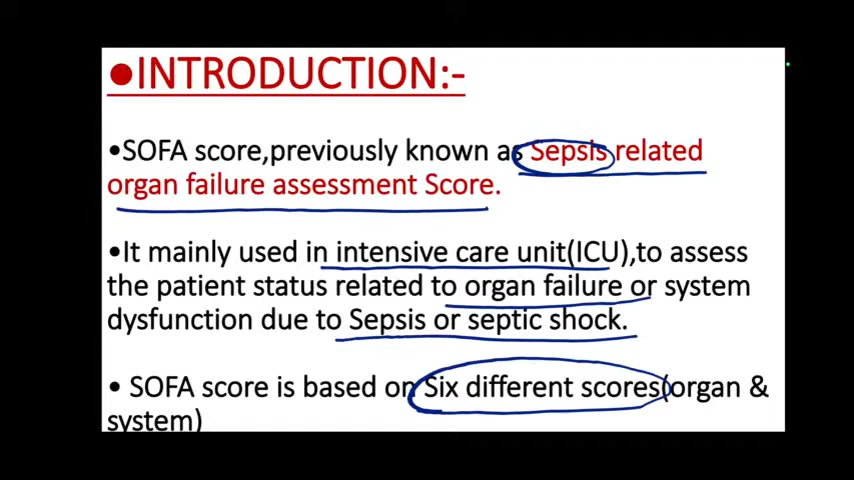 ●INTRODUCTION:-
•SOFA score,previously known as Sepsis related
organ failure assessment Score.
•It mainly used in intensive care unit(ICU),to assess
the patient status related to organ failure or system
dysfunction due to Sepsis or septic shock.
• SOFA score is based on Six different scores(organ &
system)